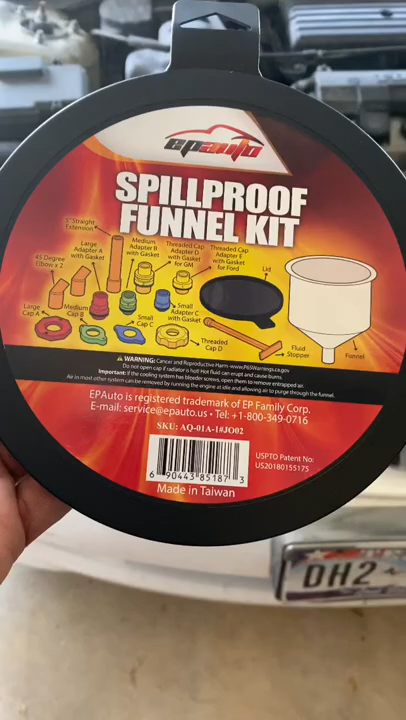 epauto
SPILLPROOF
FUNNEL KIT
5" Straight
Extension
Large
Adapter A
with Gasket
Medium
Adapter B
with Gasket
Threaded Cap
Adapter D
with Gasket
for GM
Threaded Cap
Adapter E
with Gasket
for Ford
Lid
45 Degree
Elbow x 2
Large
Cap A
Medium
Cap B
Small
Cap C
Small
Adapter C
with Gasket
Threaded
Cap D
Fluid
Stopper
Funnel
WARNING: Cancer and Reproductive Harm www.P65Warnings.ca.gov
Do not open cap if radiator is hot! Hot fluid can erupt and cause burns.
Important: If the cooling system has bleeder screws, open them to remove entrapped air.
Air in most other system can be removed by running the engine at idle and allowing air to purge through the funnel.
EPAuto is registered trademark of EP Family Corp.
E-mail: service@epauto.us • Tel: +1-800-349-0716
SKU: AQ-01A-1#JO02
6 90443 85187 3
USPTO Patent No:
US20180155175
Made in Taiwan
DH2